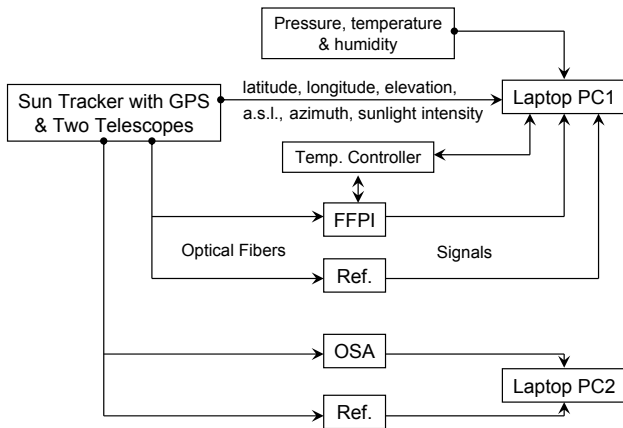 Pressure, temperature
& humidity
latitude, longitude, elevation,
a.s.l., azimuth, sunlight intensity
Sun Tracker with GPS
& Two Telescopes
Laptop PC1
Temp. Controller
FFPI
Optical Fibers
Signals
Ref.
OSA
Laptop PC2
Ref.